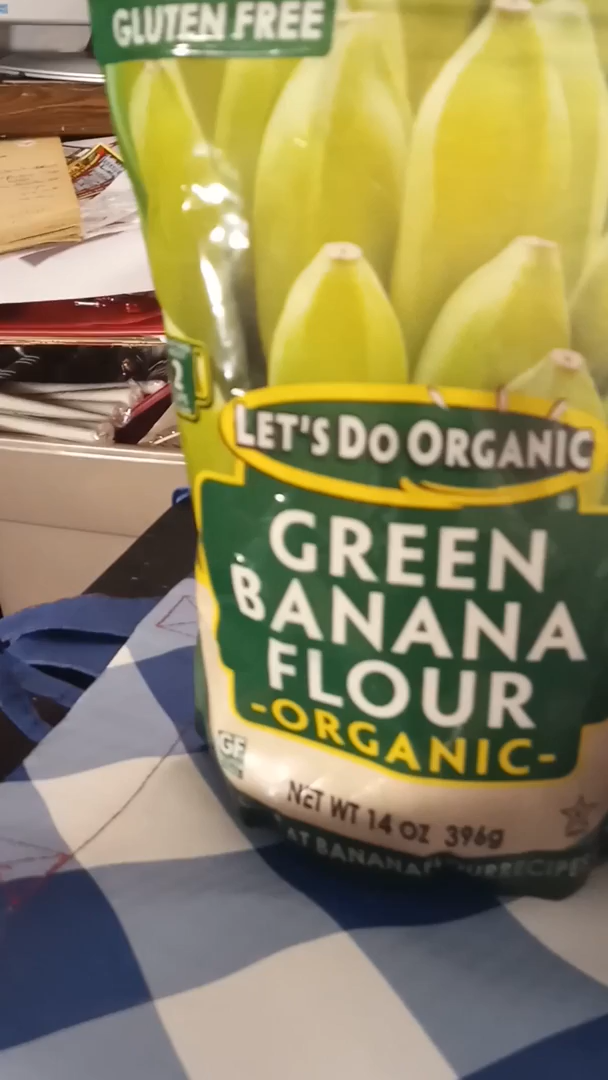 GLUTEN FREE
LET'S DO ORGANIC
GREEN
BANANA
FLOUR
-ORGANIC-
GF
NET WT 14 OZ 396g